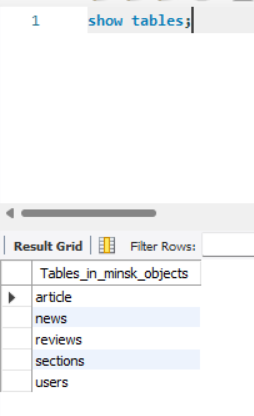 1 show tables;
Result Grid Filter Rows:
Tables_in_minsk_objects
article
news
reviews
sections
users